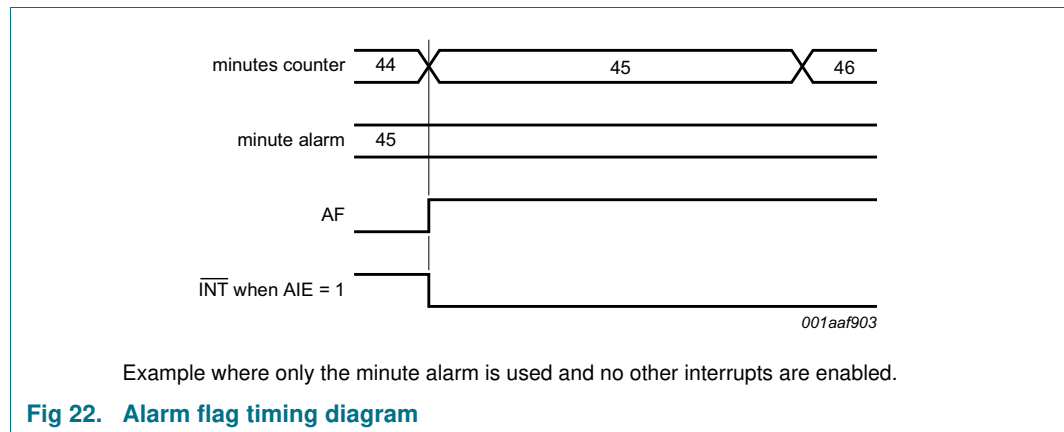 minutes counter 44 45 46
minute alarm 45
AF
INT when AIE = 1
001aaf903
Example where only the minute alarm is used and no other interrupts are enabled.
Fig 22. Alarm flag timing diagram